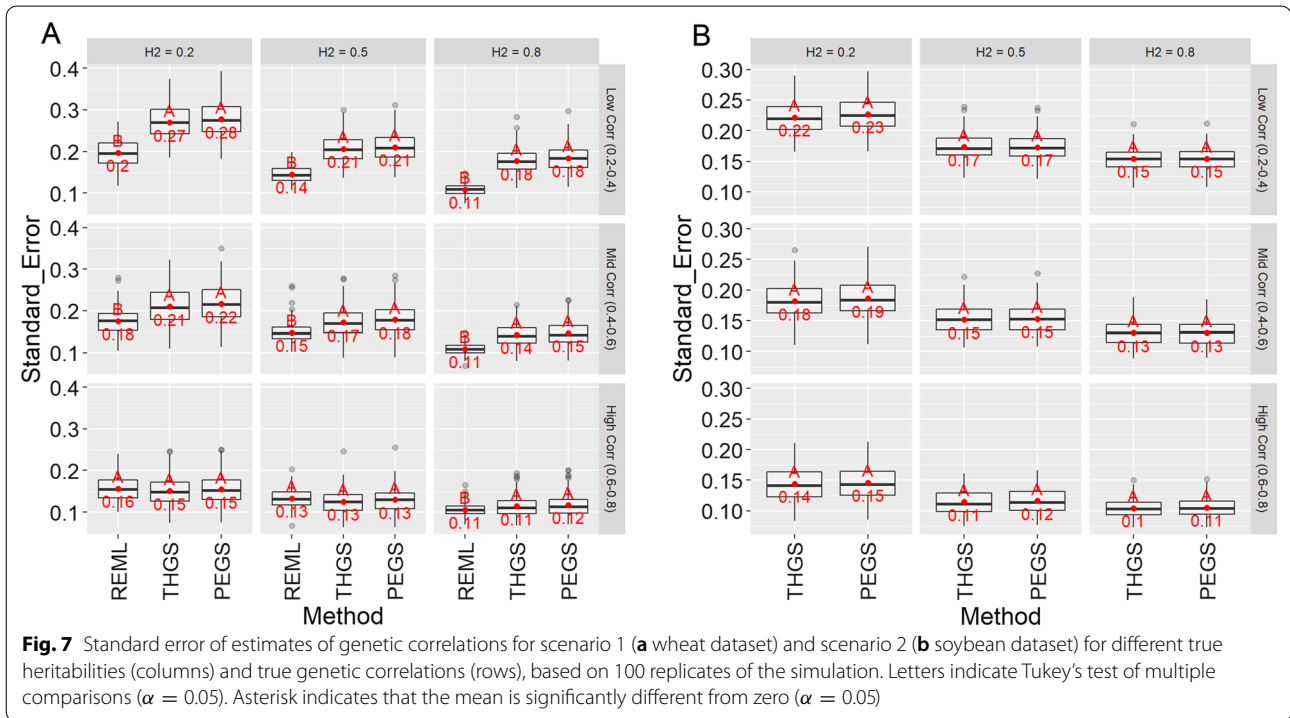 A
H2 = 0.2 H2 = 0.5 H2 = 0.8
Standard_Error
0.4
0.3
0.2
0.1
B A A
0.2 0.27 0.28
B A A
0.14 0.21 0.21
B A A
0.11 0.18 0.18
Low Corr (0.2-0.4)
0.4
0.3
0.2
0.1
B A A
0.18 0.21 0.22
B A A
0.15 0.17 0.18
B A A
0.11 0.14 0.15
Mid Corr (0.4-0.6)
0.4
0.3
0.2
0.1
A A A
0.16 0.15 0.15
A A A
0.13 0.13 0.13
B A A
0.11 0.11 0.12
High Corr (0.6-0.8)
REML THGS PEGS REML THGS PEGS REML THGS PEGS
Method
B
H2 = 0.2 H2 = 0.5 H2 = 0.8
Standard_Error
0.30
0.25
0.20
0.15
0.10
A A
0.22 0.23
A A
0.17 0.17
A A
0.15 0.15
Low Corr (0.2-0.4)
0.30
0.25
0.20
0.15
0.10
A A
0.18 0.19
A A
0.15 0.15
A A
0.13 0.13
Mid Corr (0.4-0.6)
0.30
0.25
0.20
0.15
0.10
A A
0.14 0.15
A A
0.11 0.12
A A
0.1 0.11
High Corr (0.6-0.8)
THGS PEGS THGS PEGS THGS PEGS
Method
Fig. 7 Standard error of estimates of genetic correlations for scenario 1 (a wheat dataset) and scenario 2 (b soybean dataset) for different true
heritabilities (columns) and true genetic correlations (rows), based on 100 replicates of the simulation. Letters indicate Tukey's test of multiple
comparisons (α = 0.05). Asterisk indicates that the mean is significantly different from zero (α = 0.05)